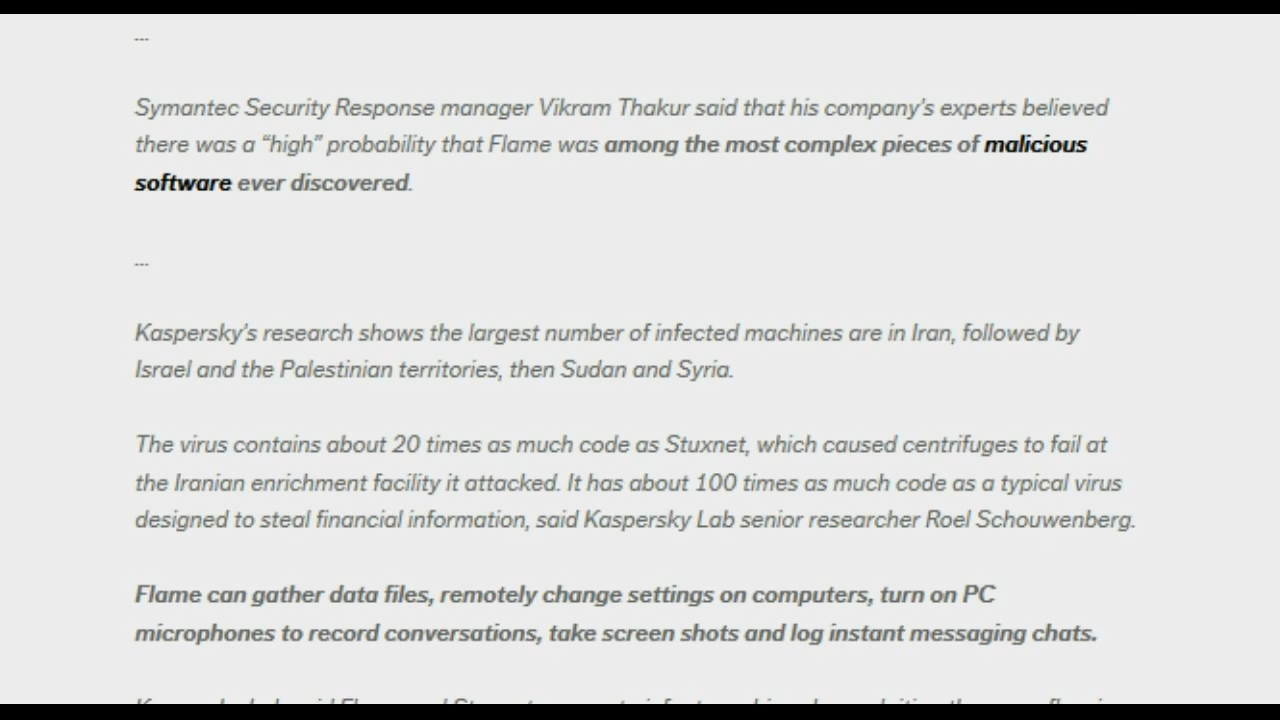 ---
Symantec Security Response manager Vikram Thakur said that his company's experts believed
there was a “high” probability that Flame was among the most complex pieces of malicious
software ever discovered.
---
Kaspersky's research shows the largest number of infected machines are in Iran, followed by
Israel and the Palestinian territories, then Sudan and Syria.
The virus contains about 20 times as much code as Stuxnet, which caused centrifuges to fail at
the Iranian enrichment facility it attacked. It has about 100 times as much code as a typical virus
designed to steal financial information, said Kaspersky Lab senior researcher Roel Schouwenberg.
Flame can gather data files, remotely change settings on computers, turn on PC
microphones to record conversations, take screen shots and log instant messaging chats.